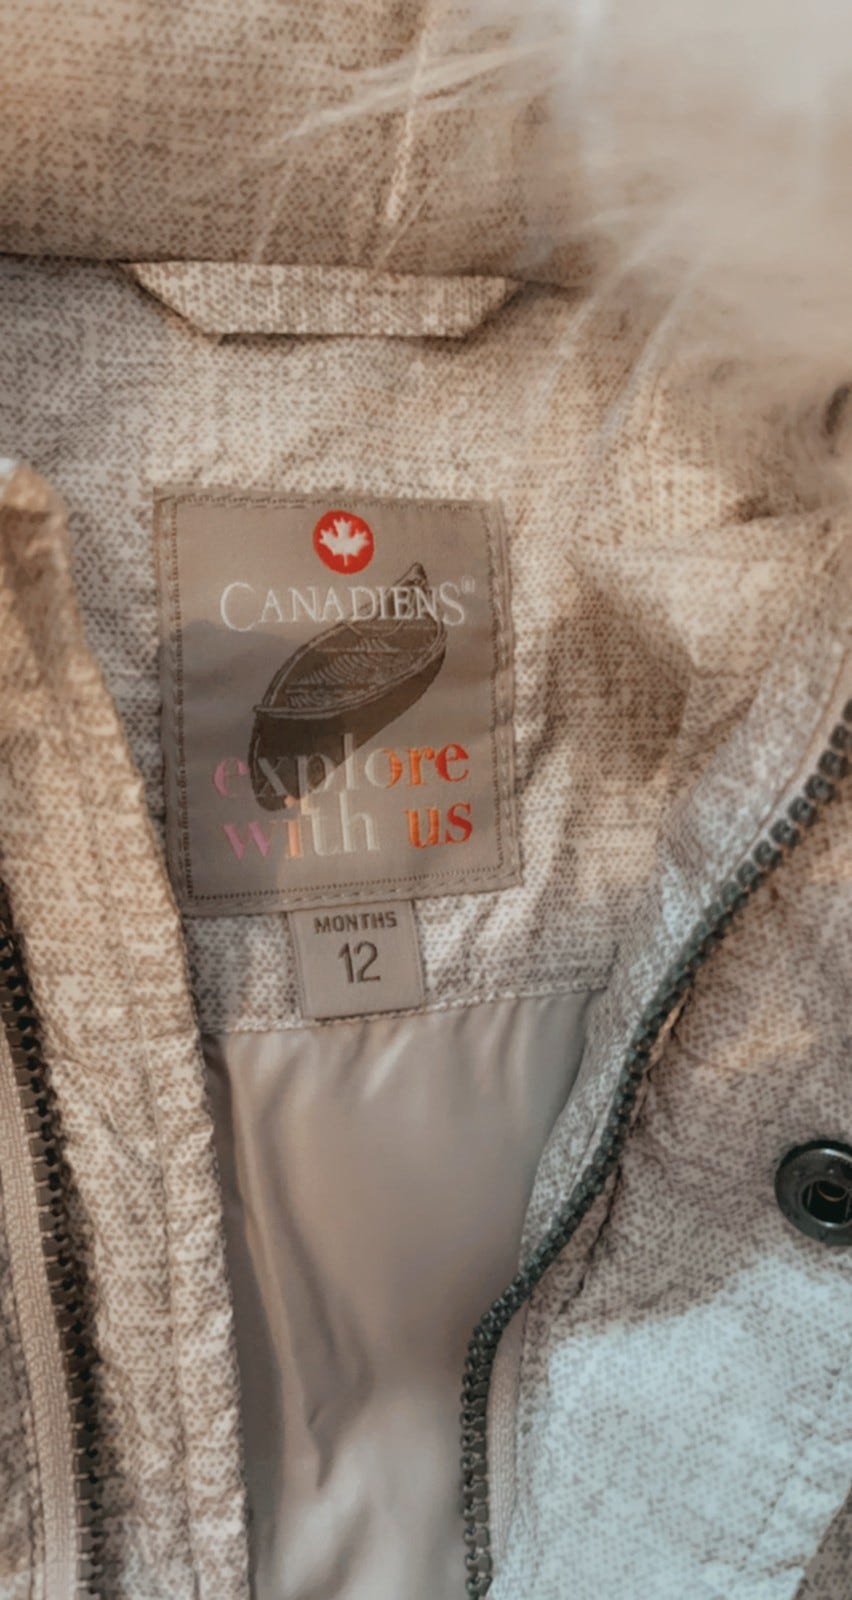 CANADIENS®
explore
with us
MONTHS
12